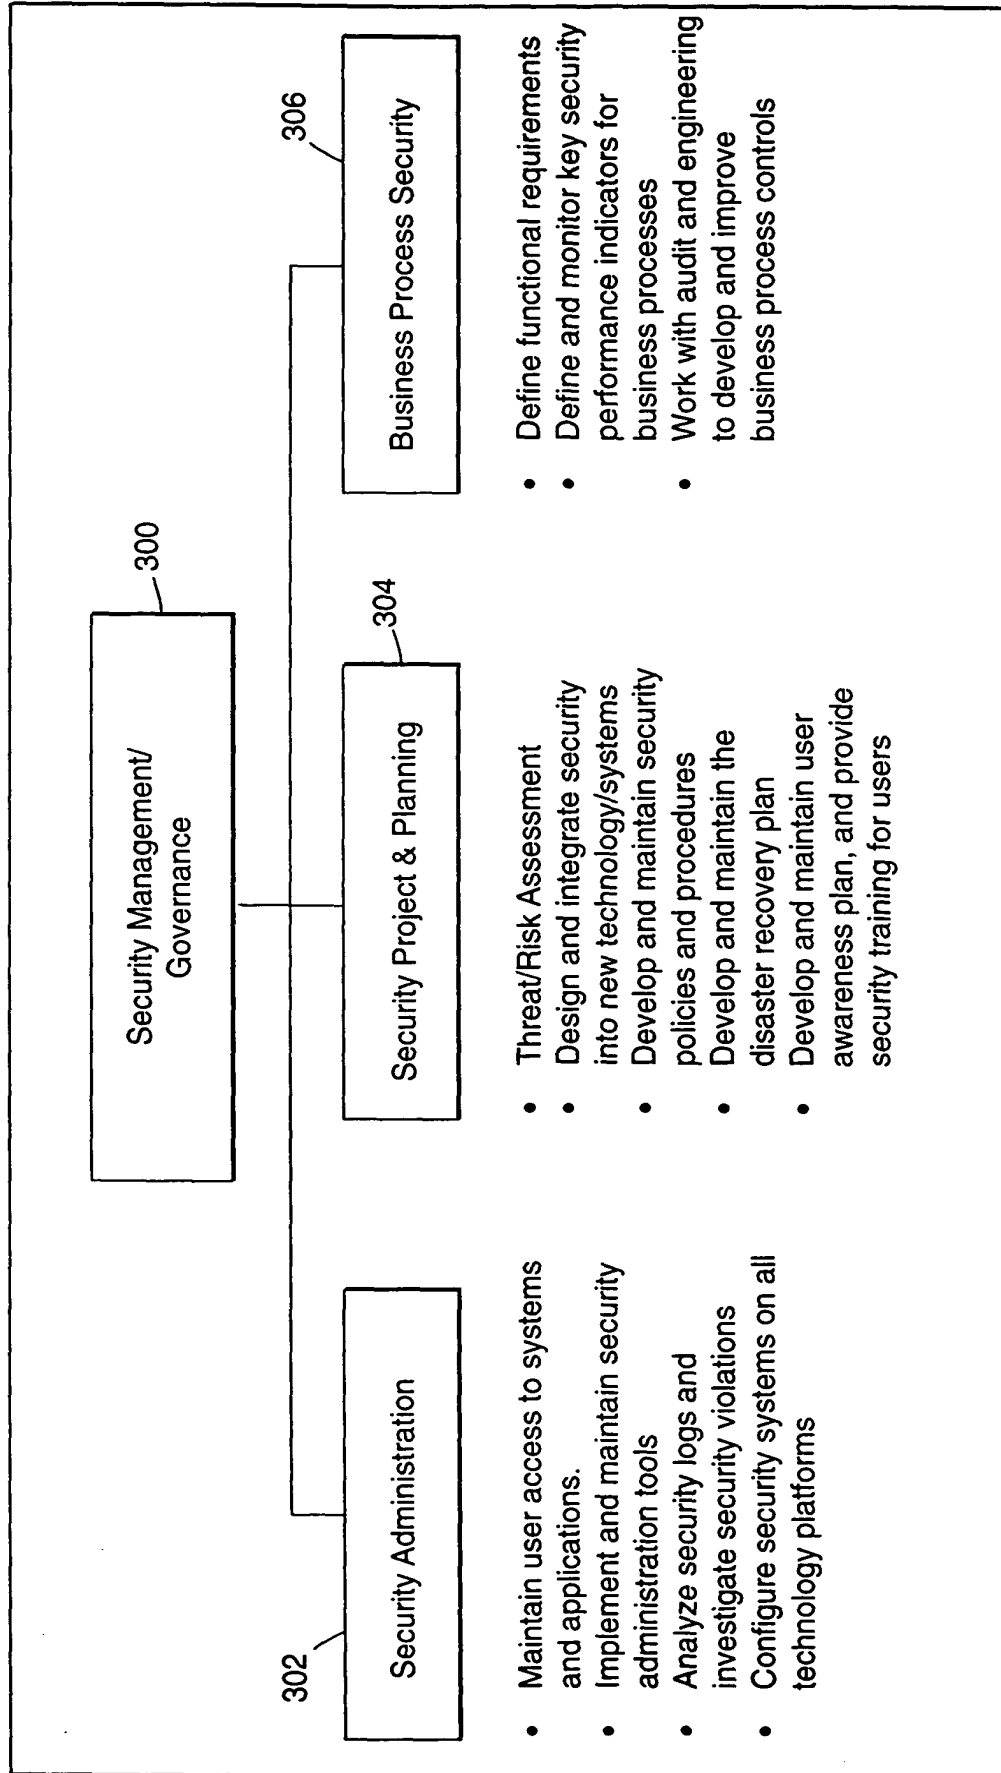 Security Management/
Governance
300
302
Security Administration
• Maintain user access to systems
and applications.
• Implement and maintain security
administration tools
• Analyze security logs and
investigate security violations
• Configure security systems on all
technology platforms
304
Security Project & Planning
• Threat/Risk Assessment
• Design and integrate security
into new technology/systems
• Develop and maintain security
policies and procedures
• Develop and maintain the
disaster recovery plan
• Develop and maintain user
awareness plan, and provide
security training for users
306
Business Process Security
• Define functional requirements
• Define and monitor key security
performance indicators for
business processes
• Work with audit and engineering
to develop and improve
business process controls